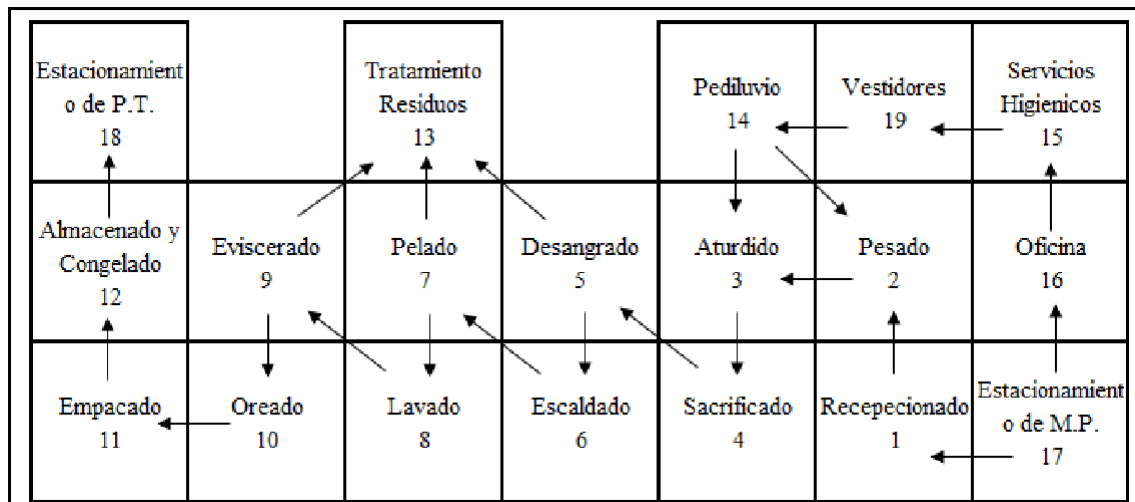 Estacionamient
o de P.T.
18
Tratamiento
Residuos
13
Pediluvio
14
Vestidores
19
Servicios
Higienicos
15
Almacenado y
Congelado
12
Eviscerado
9
Pelado
7
Desangrado
5
Aturdido
3
Pesado
2
Oficina
16
Empacado
11
Oreado
10
Lavado
8
Escaldado
6
Sacrificado
4
Recepecionado
1
Estacionamient
o de M.P.
17